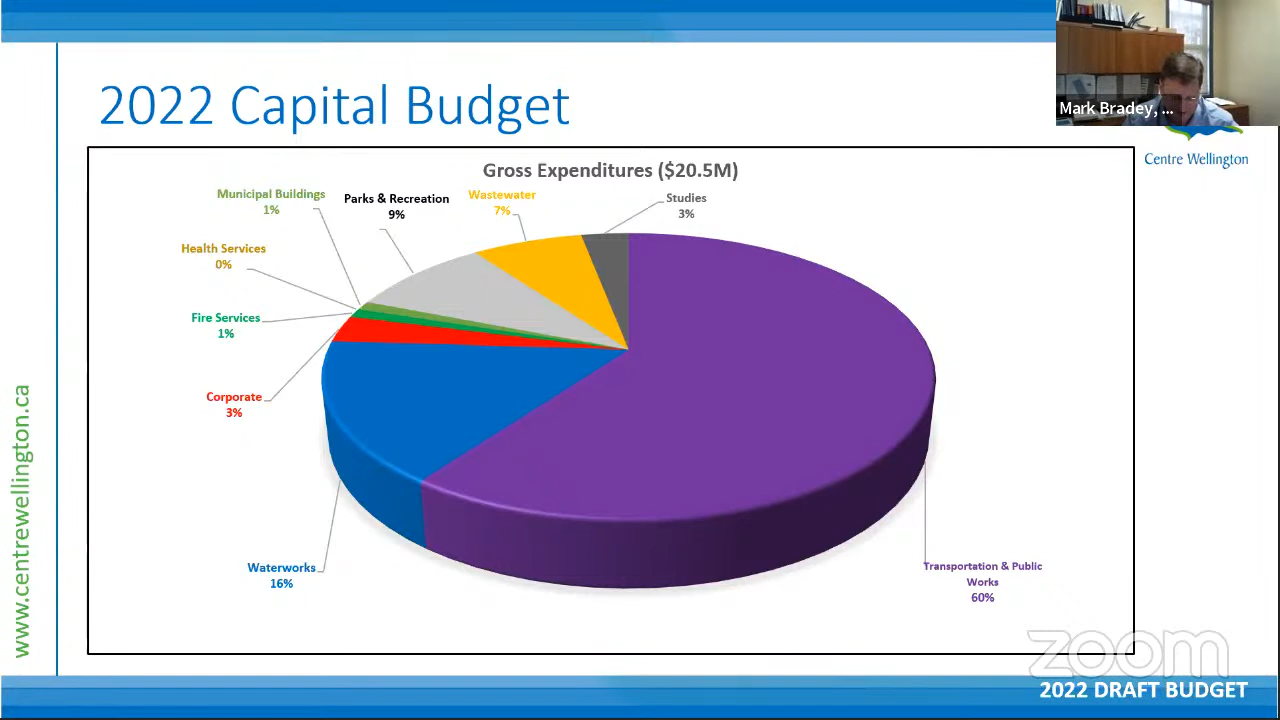 2022 Capital Budget
Mark Bradey, ...
Centre Wellington
Gross Expenditures ($20.5M)
Municipal Buildings
1%
Parks & Recreation
9%
Wastewater
7%
Studies
3%
Health Services
0%
Fire Services
1%
Corporate
3%
Waterworks
16%
Transportation & Public
Works
60%
www.centrewellington.ca
zoom
2022 DRAFT BUDGET